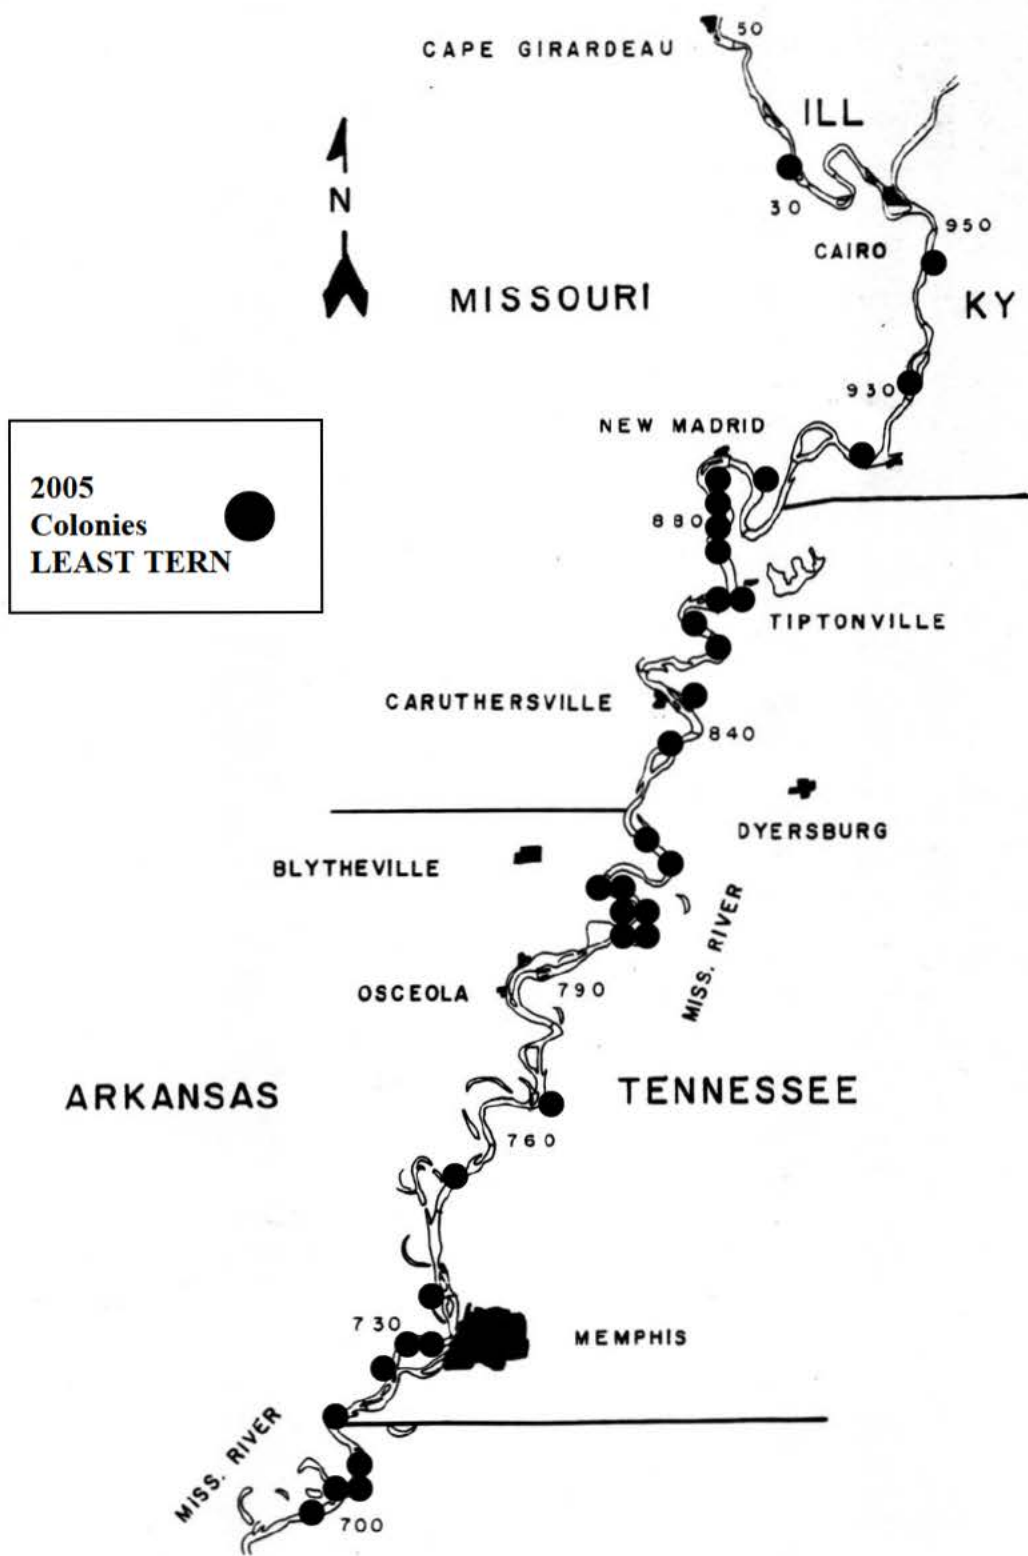 50
CAPE GIRARDEAU
ILL
30
950
CAIRO
N
MISSOURI
KY
930
NEW MADRID
2005
Colonies
LEAST TERN
880
TIPTONVILLE
CARUTHERSVILLE
840
DYERSBURG
BLYTHEVILLE
MISS. RIVER
OSCEOLA
790
ARKANSAS
TENNESSEE
760
730
MEMPHIS
MISS. RIVER
700